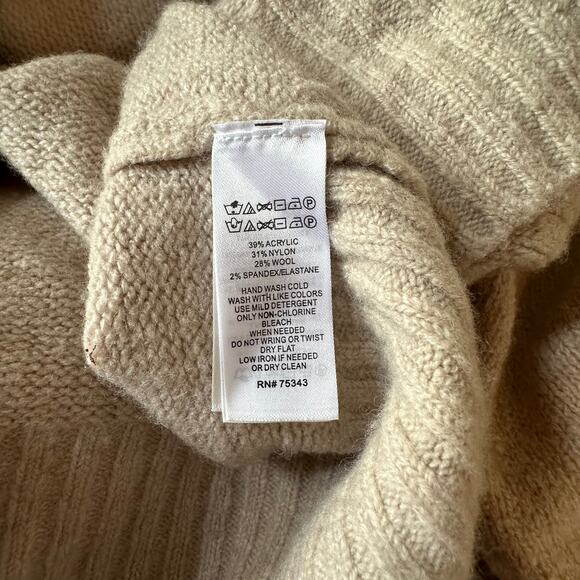 39% ACRYLIC
31% NYLON
28% WOOL
2% SPANDEX/ELASTANE
HAND WASH COLD
WASH WITH LIKE COLORS
USE MILD DETERGENT
ONLY NON-CHLORINE
BLEACH
WHEN NEEDED
DO NOT WRING OR TWIST
DRY FLAT
LOW IRON IF NEEDED
OR DRY CLEAN
RN# 75343